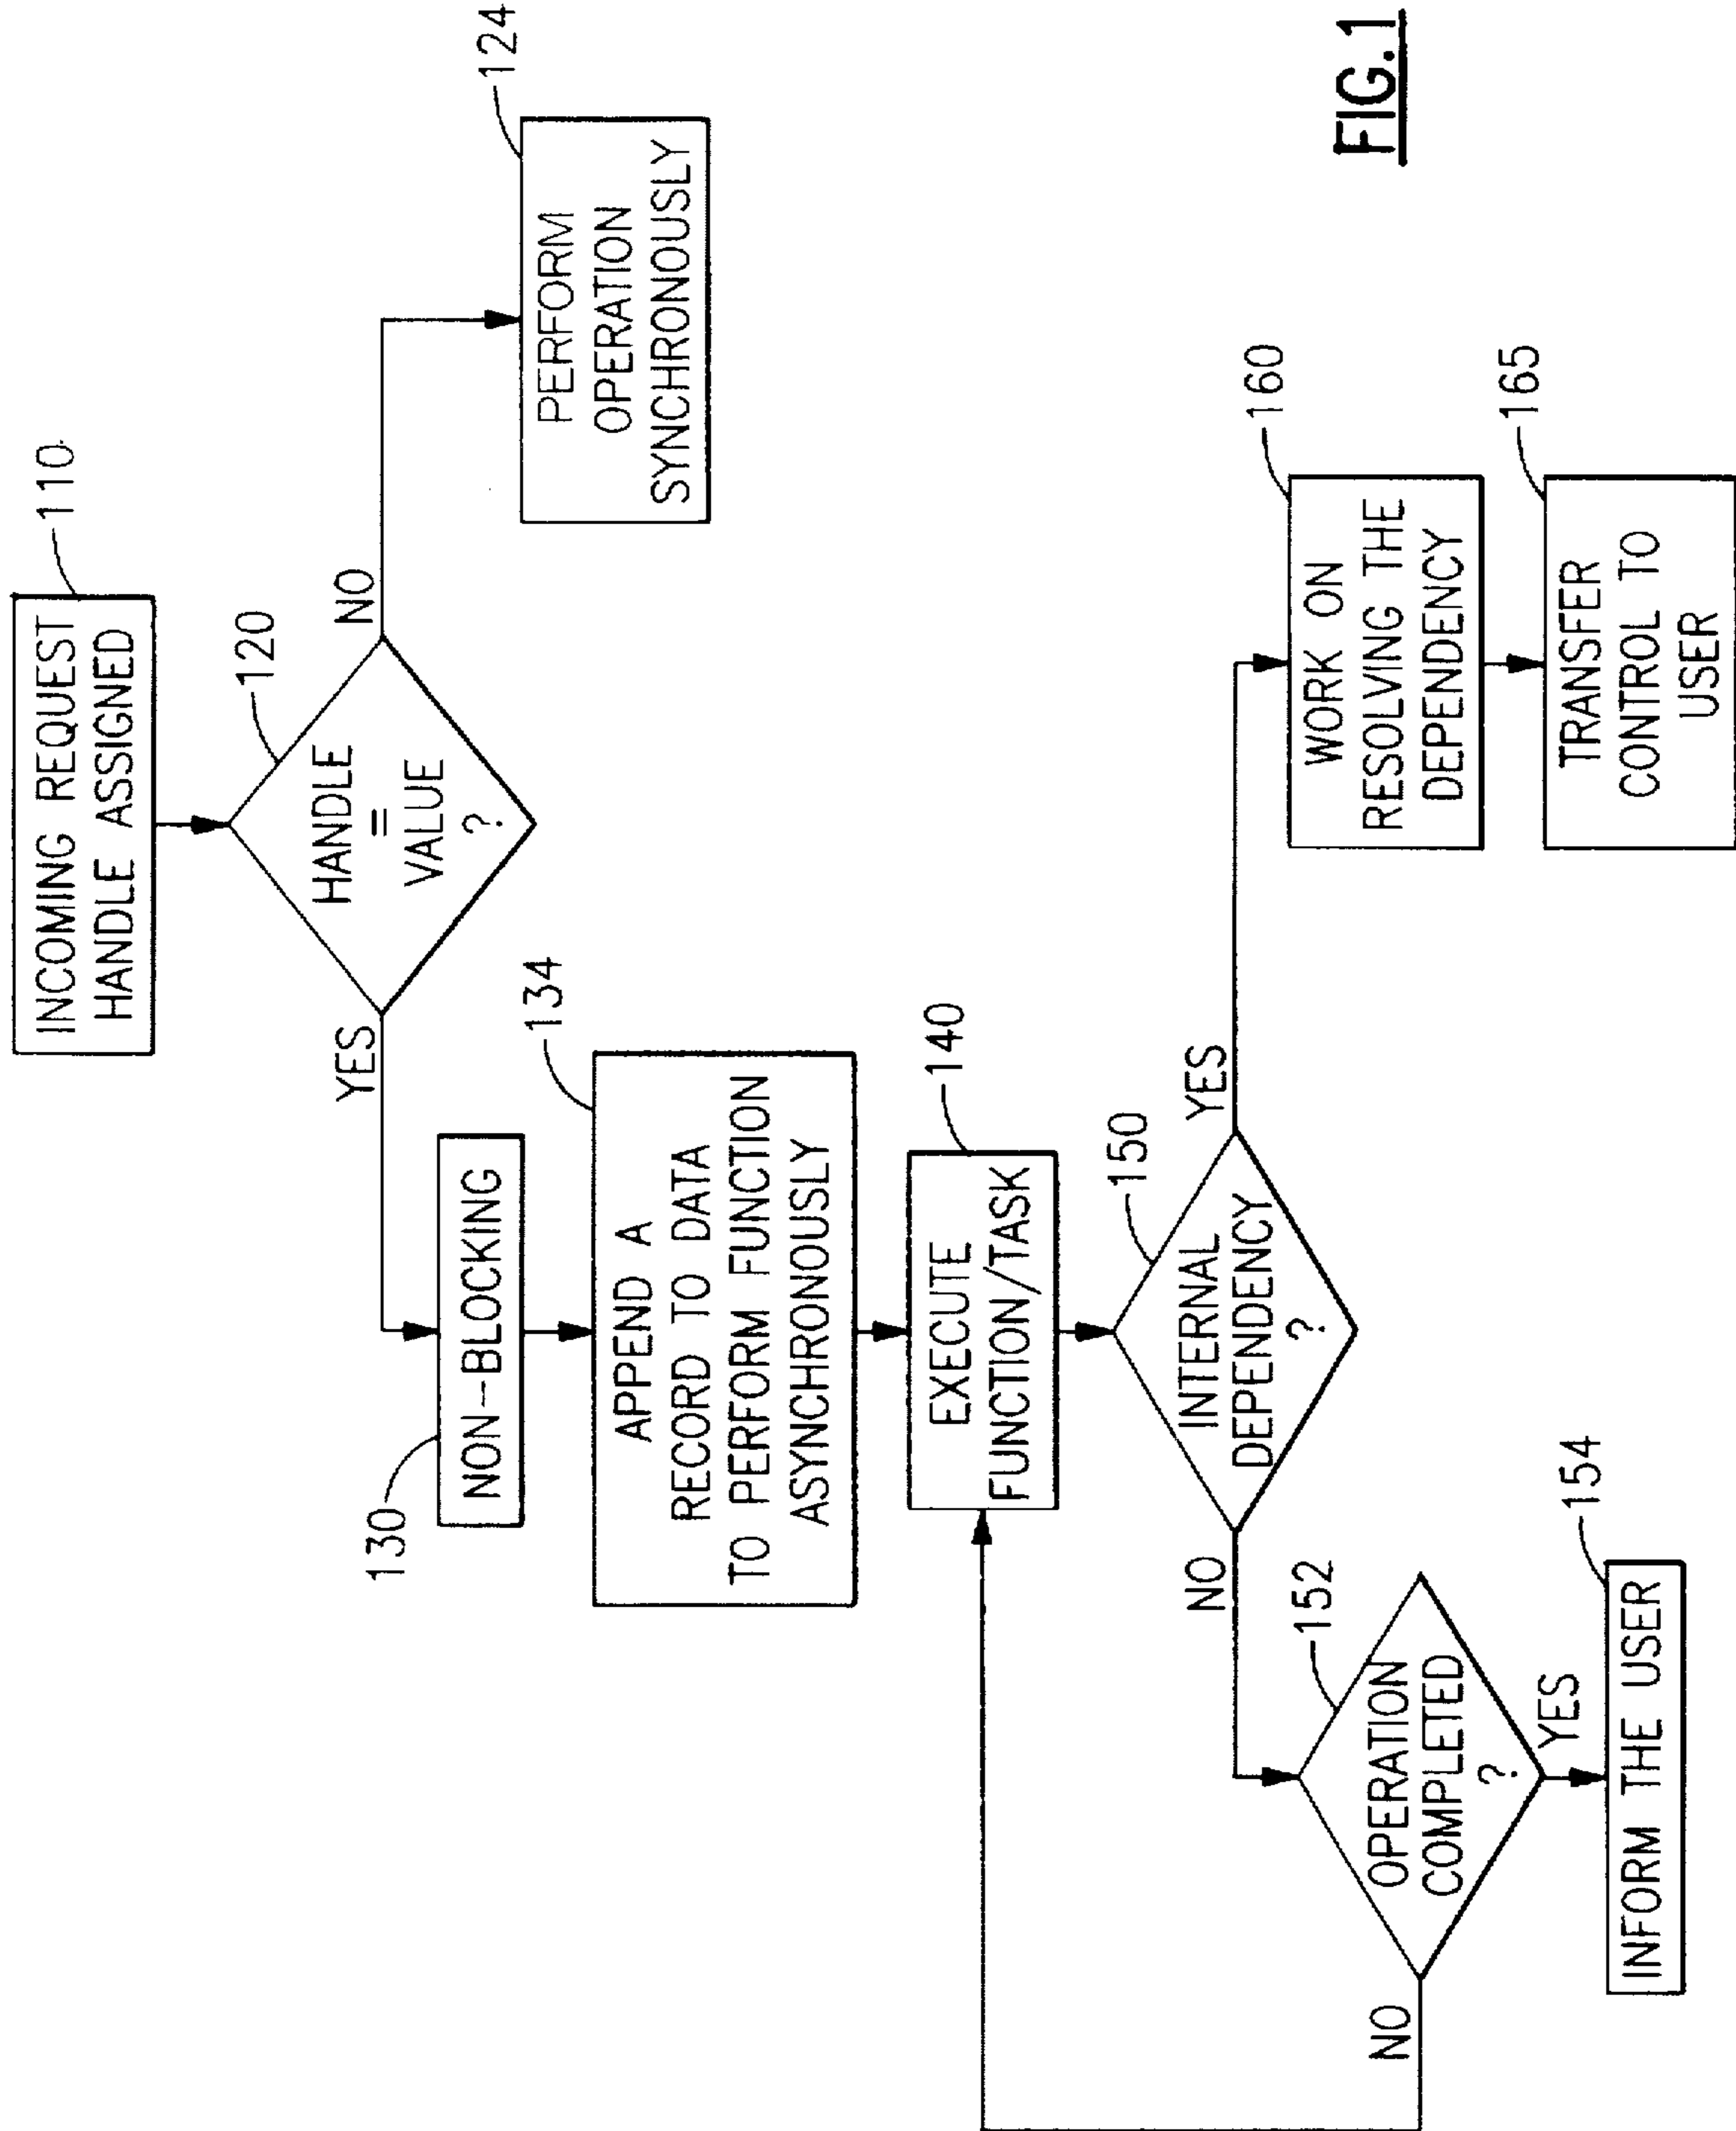 INCOMING REQUEST
HANDLE ASSIGNED
110
HANDLE
=
VALUE
?
120
YES
NO
PERFORM
OPERATION
SYNCHRONOUSLY
124
130
NON--BLOCKING
APPEND A
RECORD TO DATA
TO PERFORM FUNCTION
ASYNCHRONOUSLY
134
EXECUTE
FUNCTION/TASK
140
INTERNAL
DEPENDENCY
?
150
NO
YES
OPERATION
COMPLETED
?
152
NO
YES
INFORM THE USER
154
WORK ON
RESOLVING THE
DEPENDENCY
160
TRANSFER
CONTROL TO
USER
165
FIG.1